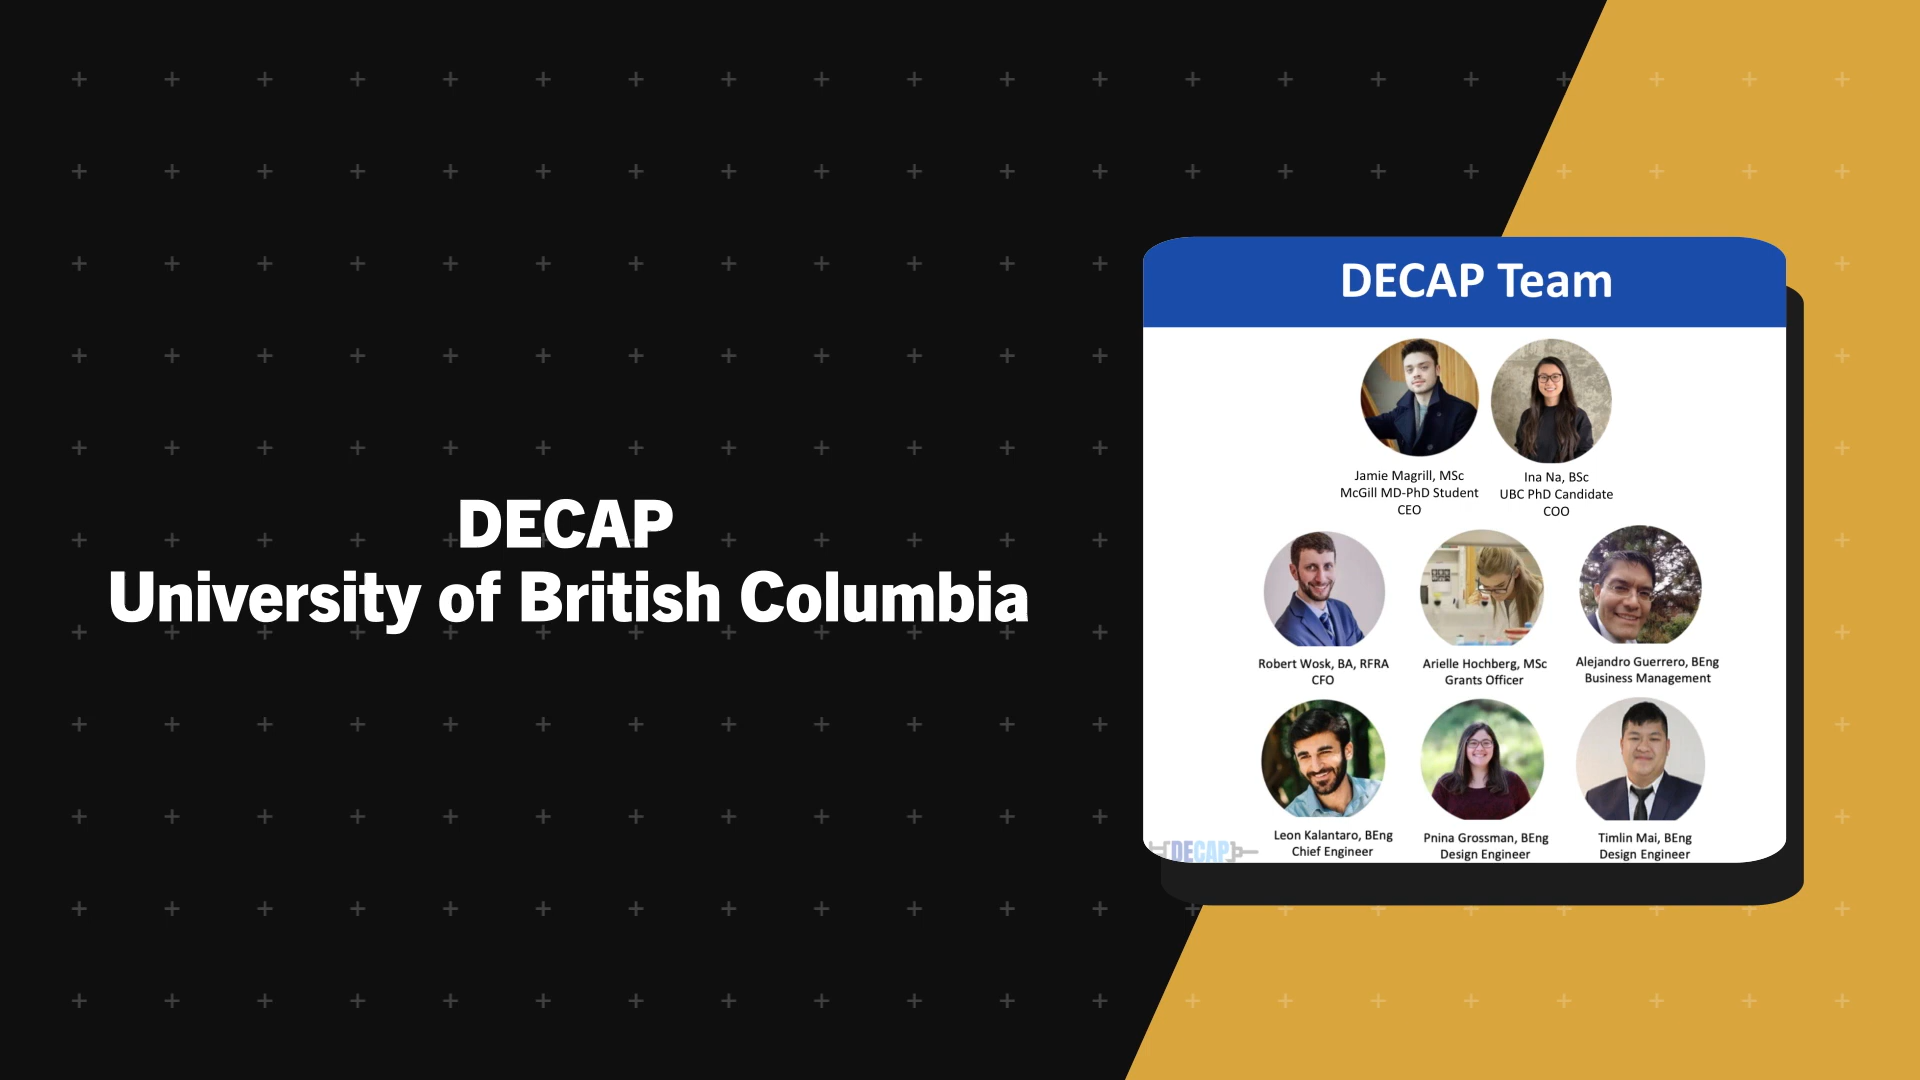 DECAP
University of British Columbia
DECAP Team
Jamie Magrill, MSc
McGill MD-PhD Student
CEO
Ina Na, BSc
UBC PhD Candidate
COO
Robert Wosk, BA, RFRA
CFO
Arielle Hochberg, MSc
Grants Officer
Alejandro Guerrero, BEng
Business Management
Leon Kalantaro, BEng
Chief Engineer
Pnina Grossman, BEng
Design Engineer
Timlin Mai, BEng
Design Engineer
DECAP